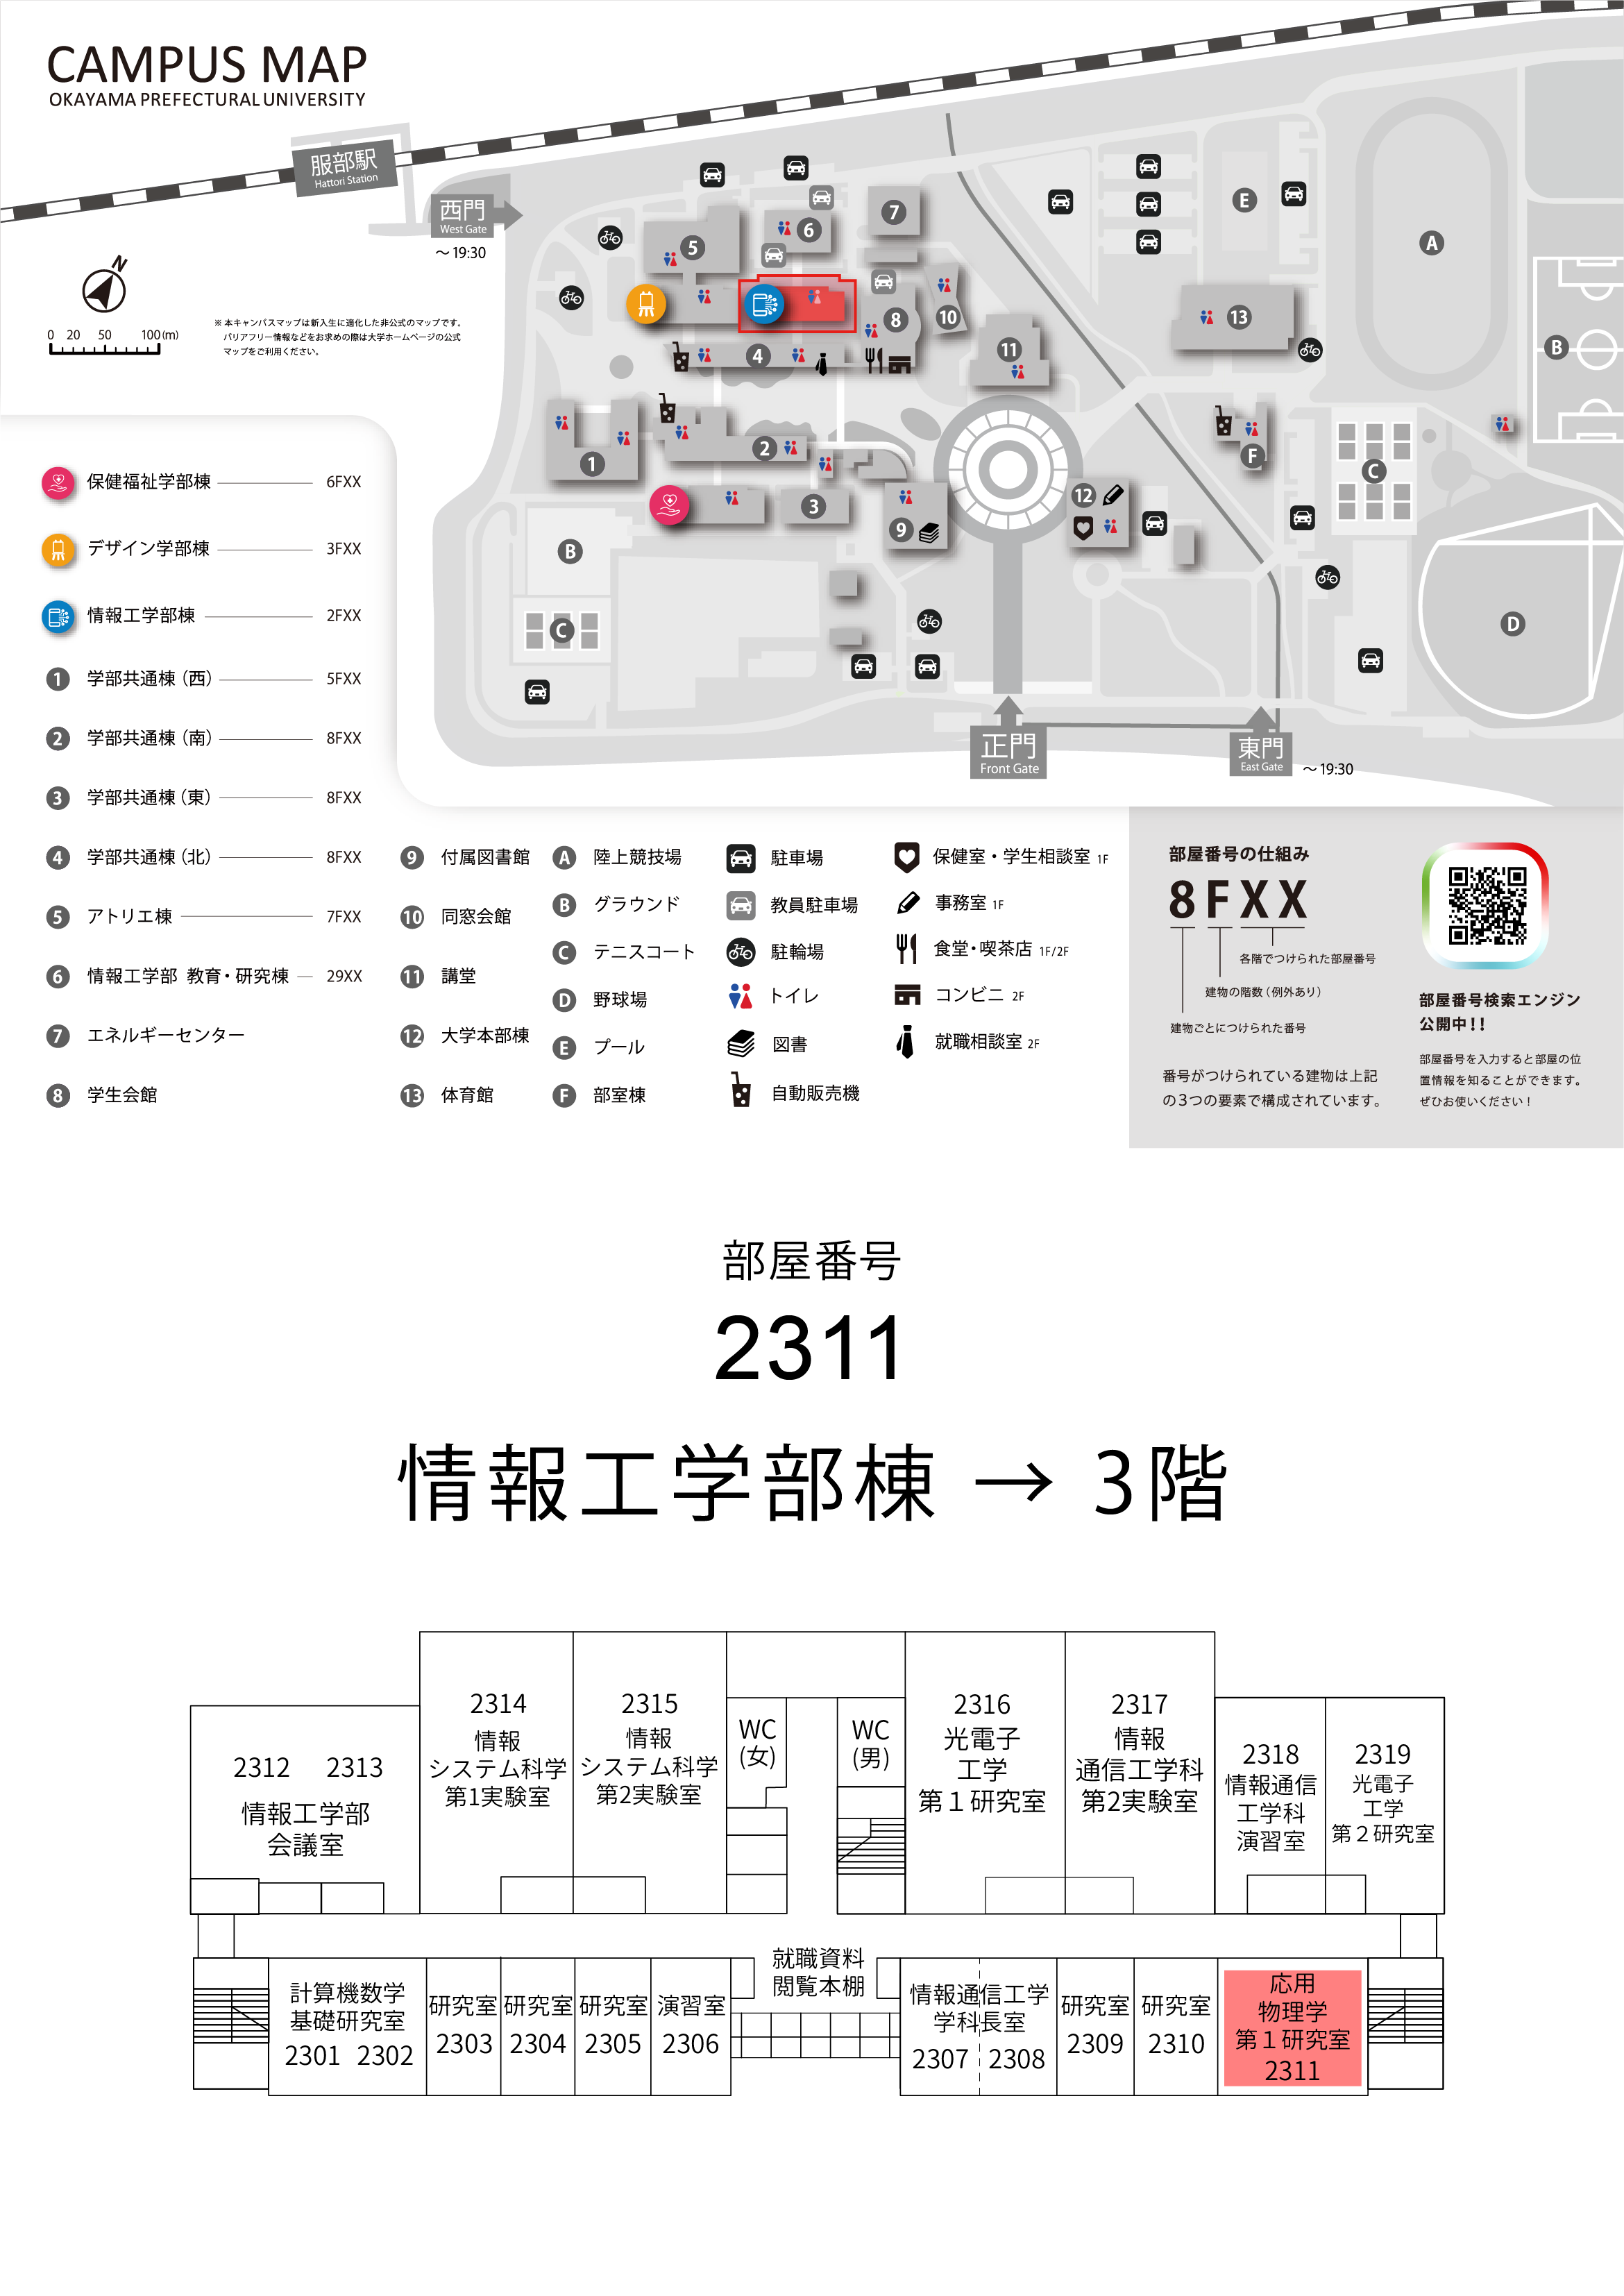 CAMPUS MAP
OKAYAMA PREFECTURAL UNIVERSITY
服部駅
Hattori Station
西門
West Gate
～19:30
N
0 20 50 100(m)
※ 本キャンパスマップは新入生に適化した非公式のマップです。
バリアフリー情報などをお求めの際は大学ホームページの公式
マップをご利用ください。
7
6
5
E
A
8
10
13
11
4
B
2
1
F
C
3
12
9
B
C
D
正門
Front Gate
東門
East Gate
～19:30
保健福祉学部棟 6FXX
デザイン学部棟 3FXX
情報工学部棟 2FXX
1 学部共通棟（西） 5FXX
2 学部共通棟（南） 8FXX
3 学部共通棟（東） 8FXX
4 学部共通棟（北） 8FXX
5 アトリエ棟 7FXX
6 情報工学部 教育・研究棟 29XX
7 エネルギーセンター
8 学生会館
9 付属図書館
10 同窓会館
11 講堂
12 大学本部棟
13 体育館
A 陸上競技場
B グラウンド
C テニスコート
D 野球場
E プール
F 部室棟
駐車場
教員駐車場
駐輪場
トイレ
図書
自動販売機
保健室・学生相談室 1F
事務室 1F
食堂・喫茶店 1F/2F
コンビニ 2F
就職相談室 2F
部屋番号の仕組み
8FXX
各階でつけられた部屋番号
建物の階数（例外あり）
建物ごとにつけられた番号
番号がつけられている建物は上記
の3つの要素で構成されています。
部屋番号検索エンジン
公開中！！
部屋番号を入力すると部屋の位
置情報を知ることができます。
ぜひお使いください！
部屋番号
2311
情報工学部棟 → 3階
2312 2313
情報工学部
会議室
2314
情報
システム科学
第1実験室
2315
情報
システム科学
第2実験室
WC
(女)
WC
(男)
2316
光電子
工学
第１研究室
2317
情報
通信工学科
第2実験室
2318
情報通信
工学科
演習室
2319
光電子
工学
第２研究室
計算機数学
基礎研究室
2301 2302
研究室
2303
研究室
2304
研究室
2305
演習室
2306
就職資料
閲覧本棚
情報通信工学
学科長室
2307 2308
研究室
2309
研究室
2310
応用
物理学
第１研究室
2311